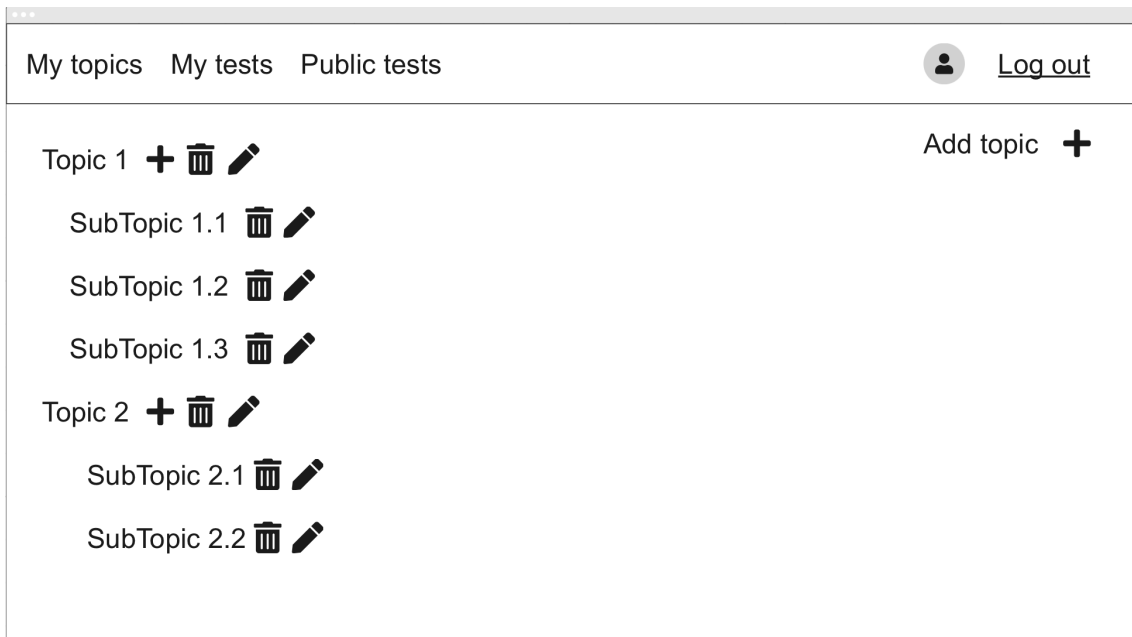 My topics My tests Public tests Log out
Add topic
Topic 1
SubTopic 1.1
SubTopic 1.2
SubTopic 1.3
Topic 2
SubTopic 2.1
SubTopic 2.2